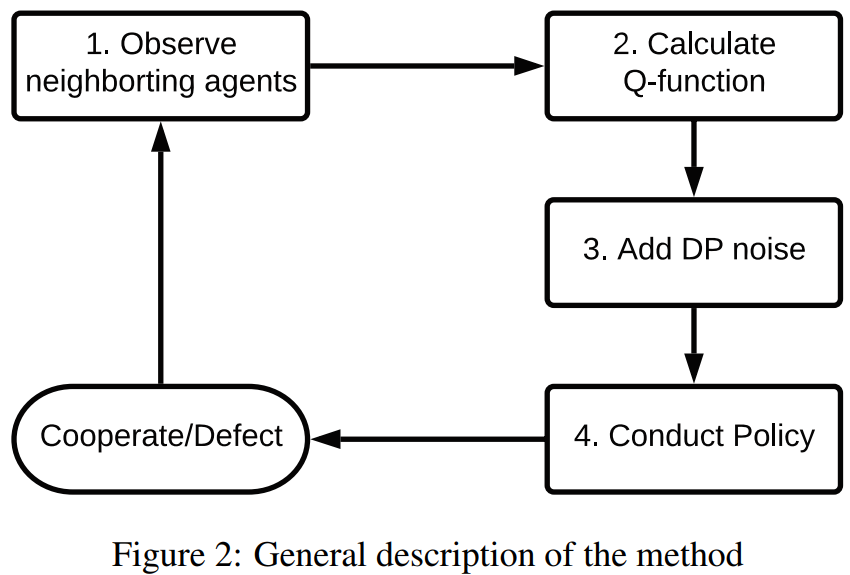 1. Observe
neighborting agents
2. Calculate
Q-function
3. Add DP noise
4. Conduct Policy
Cooperate/Defect
Figure 2: General description of the method